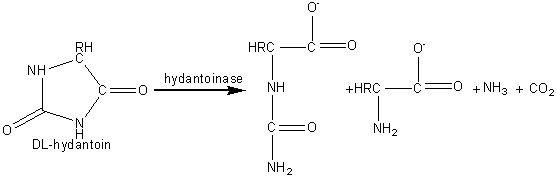 RH
C
NH
C
O
O
NH
DL-hydantoin
hydantoinase
O-
HRC
C
O
NH
C
O
NH2
+HRC
O-
C
O
NH2
+NH3 + CO2